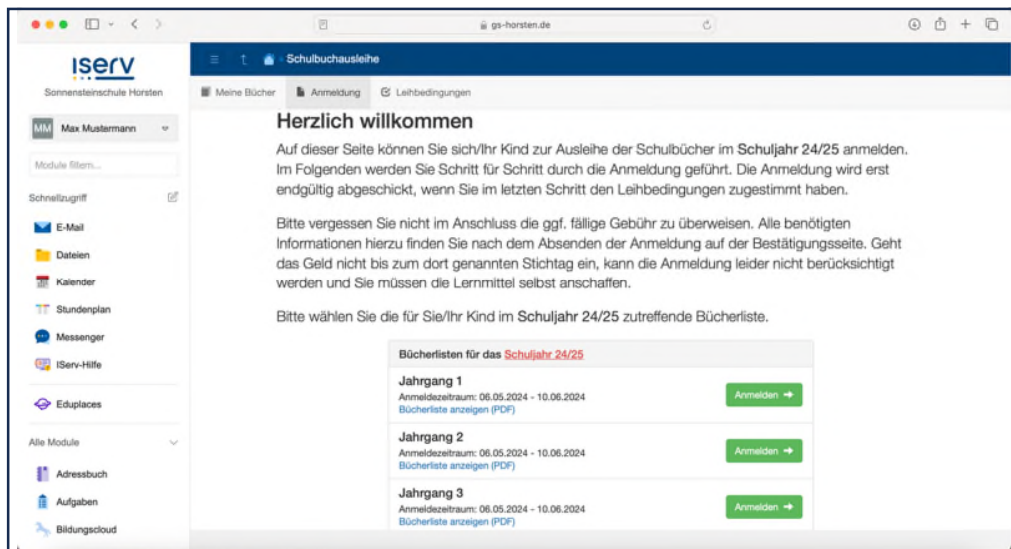 gs-horsten.de
IServ
Sonnensteinschule Horsten
MM Max Mustermann
Module filtern...
Schnellzugriff
E-Mail
Dateien
Kalender
Stundenplan
Messenger
IServ-Hilfe
Eduplaces
Alle Module
Adressbuch
Aufgaben
Bildungscloud
Schulbuchausleihe
Meine Bücher Anmeldung Leihbedingungen
Herzlich willkommen
Auf dieser Seite können Sie sich/Ihr Kind zur Ausleihe der Schulbücher im Schuljahr 24/25 anmelden.
Im Folgenden werden Sie Schritt für Schritt durch die Anmeldung geführt. Die Anmeldung wird erst
endgültig abgeschickt, wenn Sie im letzten Schritt den Leihbedingungen zugestimmt haben.
Bitte vergessen Sie nicht im Anschluss die ggf. fällige Gebühr zu überweisen. Alle benötigten
Informationen hierzu finden Sie nach dem Absenden der Anmeldung auf der Bestätigungsseite. Geht
das Geld nicht bis zum dort genannten Stichtag ein, kann die Anmeldung leider nicht berücksichtigt
werden und Sie müssen die Lernmittel selbst anschaffen.
Bitte wählen Sie die für Sie/Ihr Kind im Schuljahr 24/25 zutreffende Bücherliste.
Bücherlisten für das Schuljahr 24/25
Jahrgang 1
Anmeldezeitraum: 06.05.2024 - 10.06.2024
Bücherliste anzeigen (PDF)
Anmelden →
Jahrgang 2
Anmeldezeitraum: 06.05.2024 - 10.06.2024
Bücherliste anzeigen (PDF)
Anmelden →
Jahrgang 3
Anmeldezeitraum: 06.05.2024 - 10.06.2024
Bücherliste anzeigen (PDF)
Anmelden →